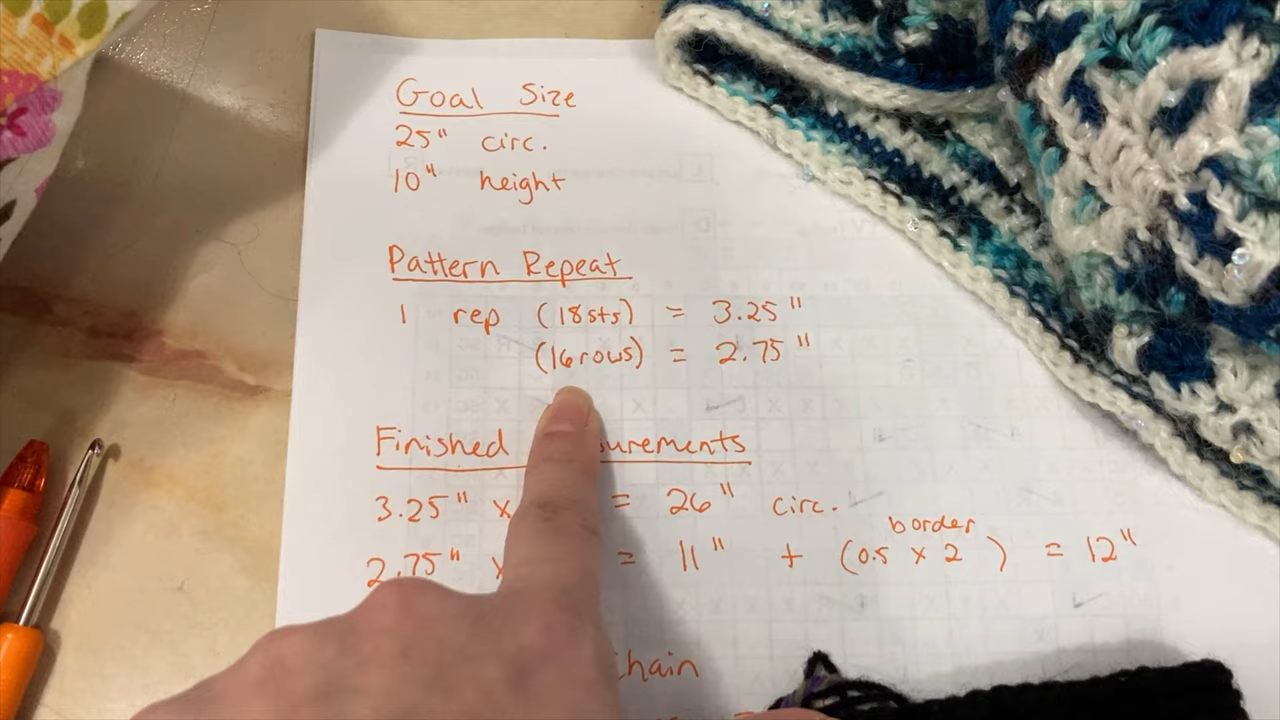 Goal Size
25" circ.
10" height
Pattern Repeat
1 rep (18sts) = 3.25"
(16rows) = 2.75"
Finished
3.25" x = 26" circ.
border
2.75" = 11" + (0.5 x 2 ) = 12"
chain